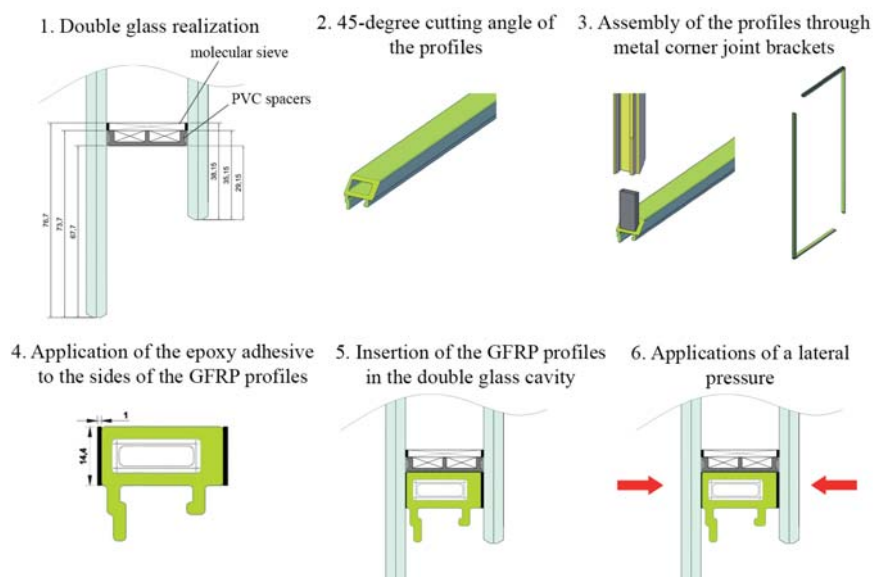 1. Double glass realization
molecular sieve
PVC spacers
76,7
73,7
67,7
38,15
35,15
29,15
2. 45-degree cutting angle of
the profiles
3. Assembly of the profiles through
metal corner joint brackets
4. Application of the epoxy adhesive
to the sides of the GFRP profiles
1
14,4
5. Insertion of the GFRP profiles
in the double glass cavity
6. Applications of a lateral
pressure